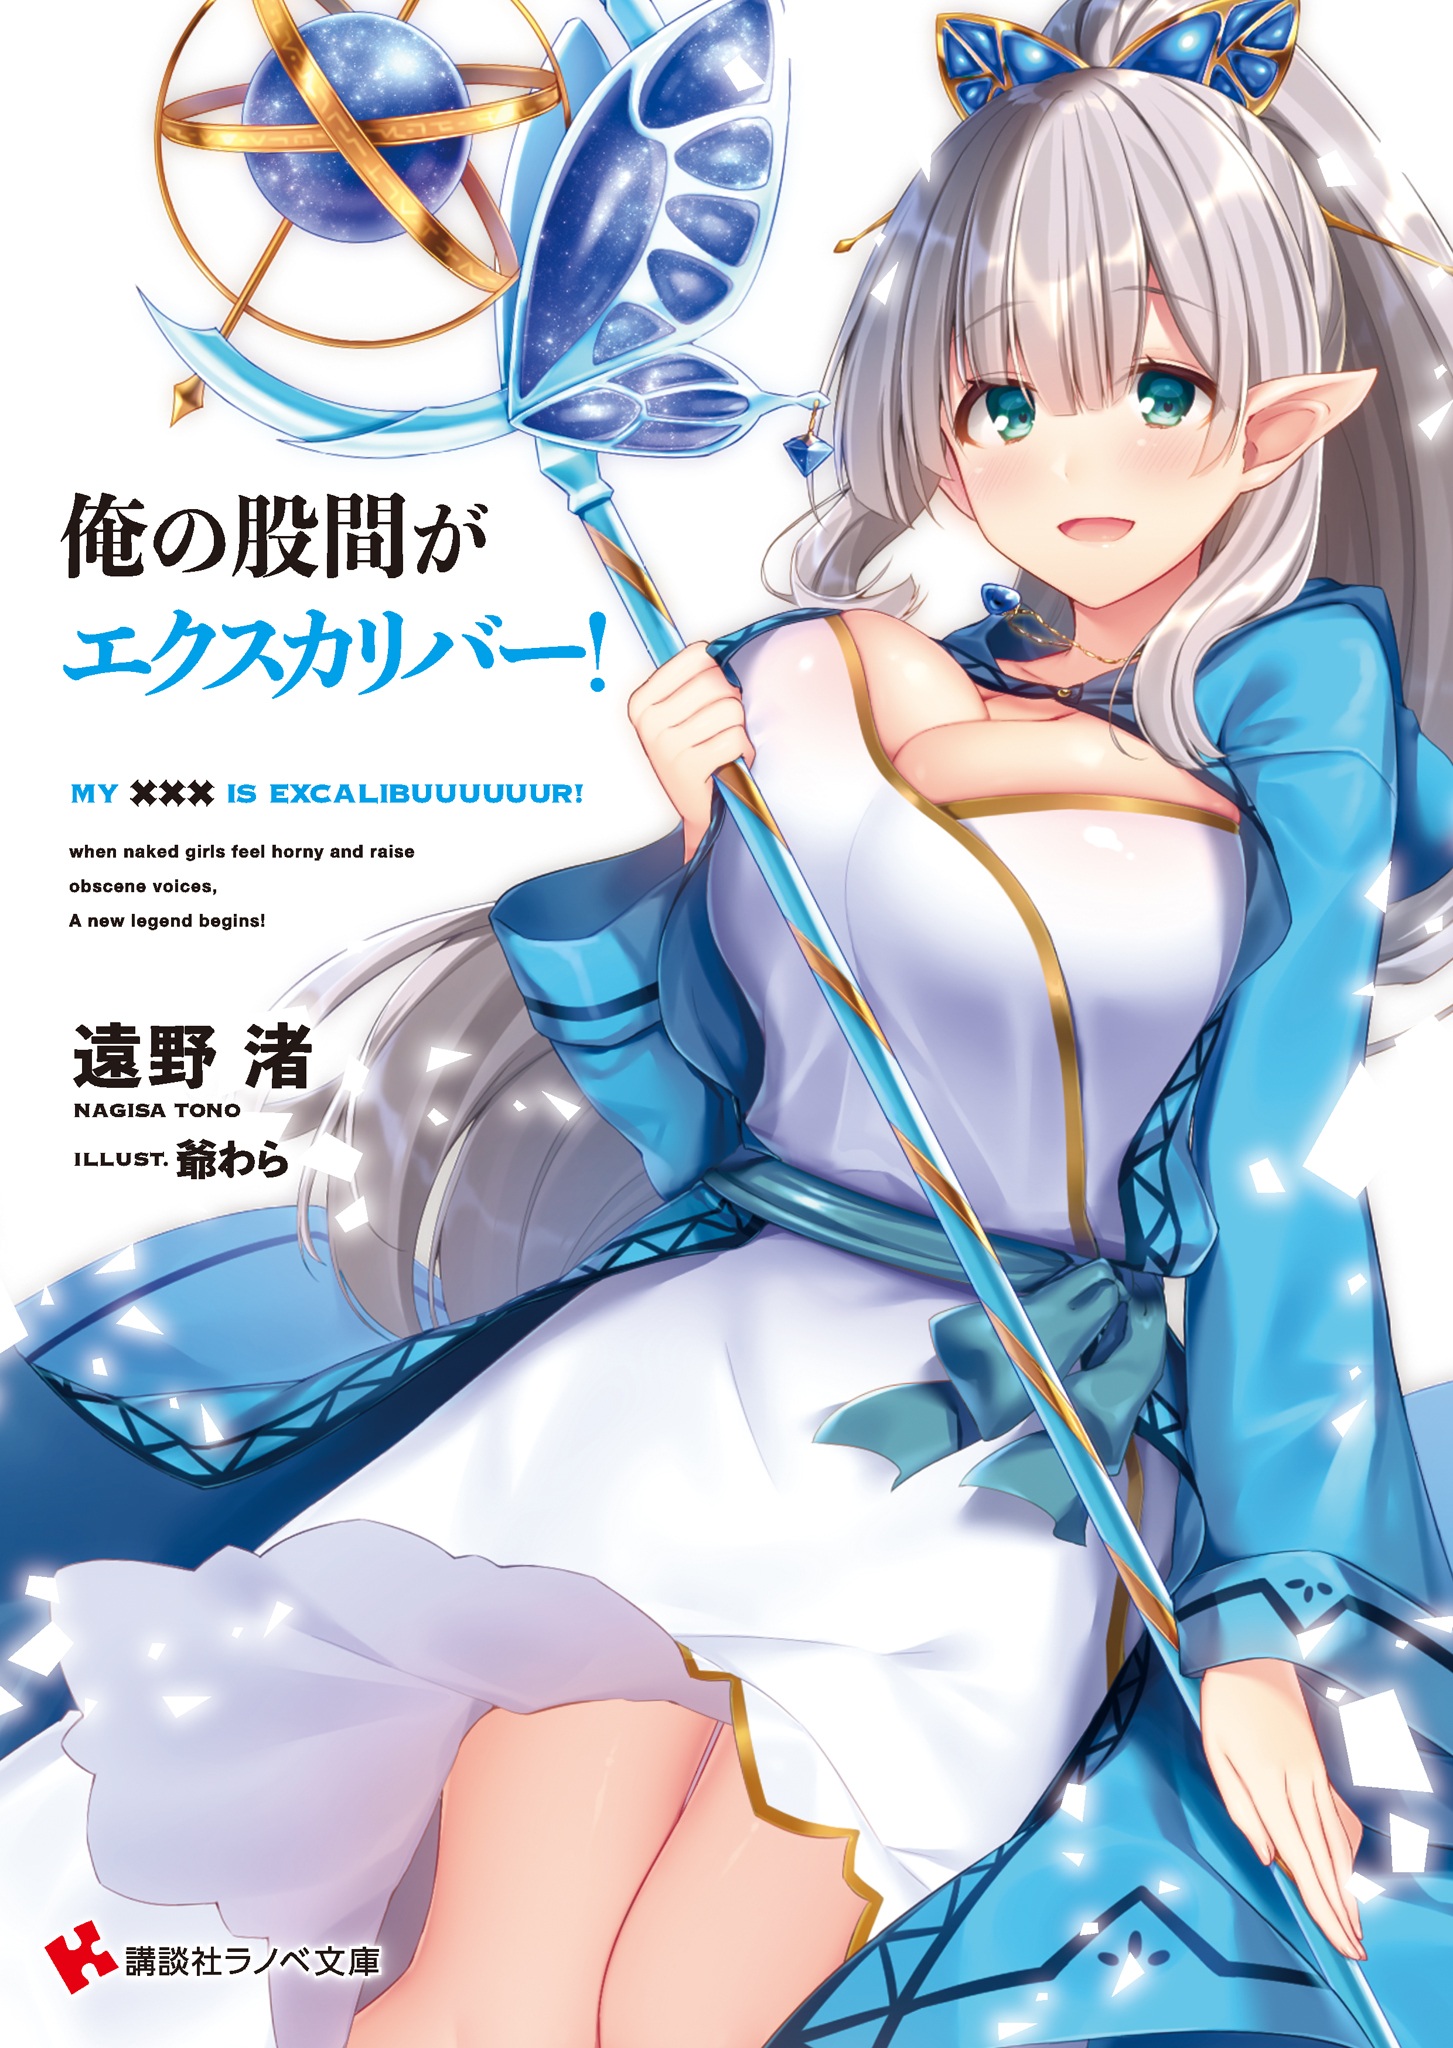 俺の股間が
エクスカリバー!
MY ✖✖✖ IS EXCALIBUUUUUUR!
when naked girls feel horny and raise
obscene voices,
A new legend begins!
遠野 渚
NAGISA TONO
ILLUST. 爺わら
講談社ラノベ文庫